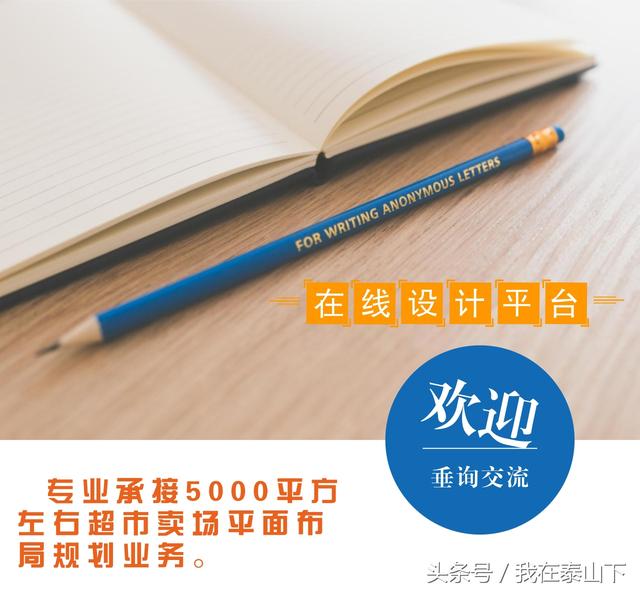 FOR WRITING ANONYMOUS LETTERS
在线设计平台
欢迎
垂询交流
专业承接5000平方
左右超市卖场平面布
局规划业务。
头条号/我在泰山下